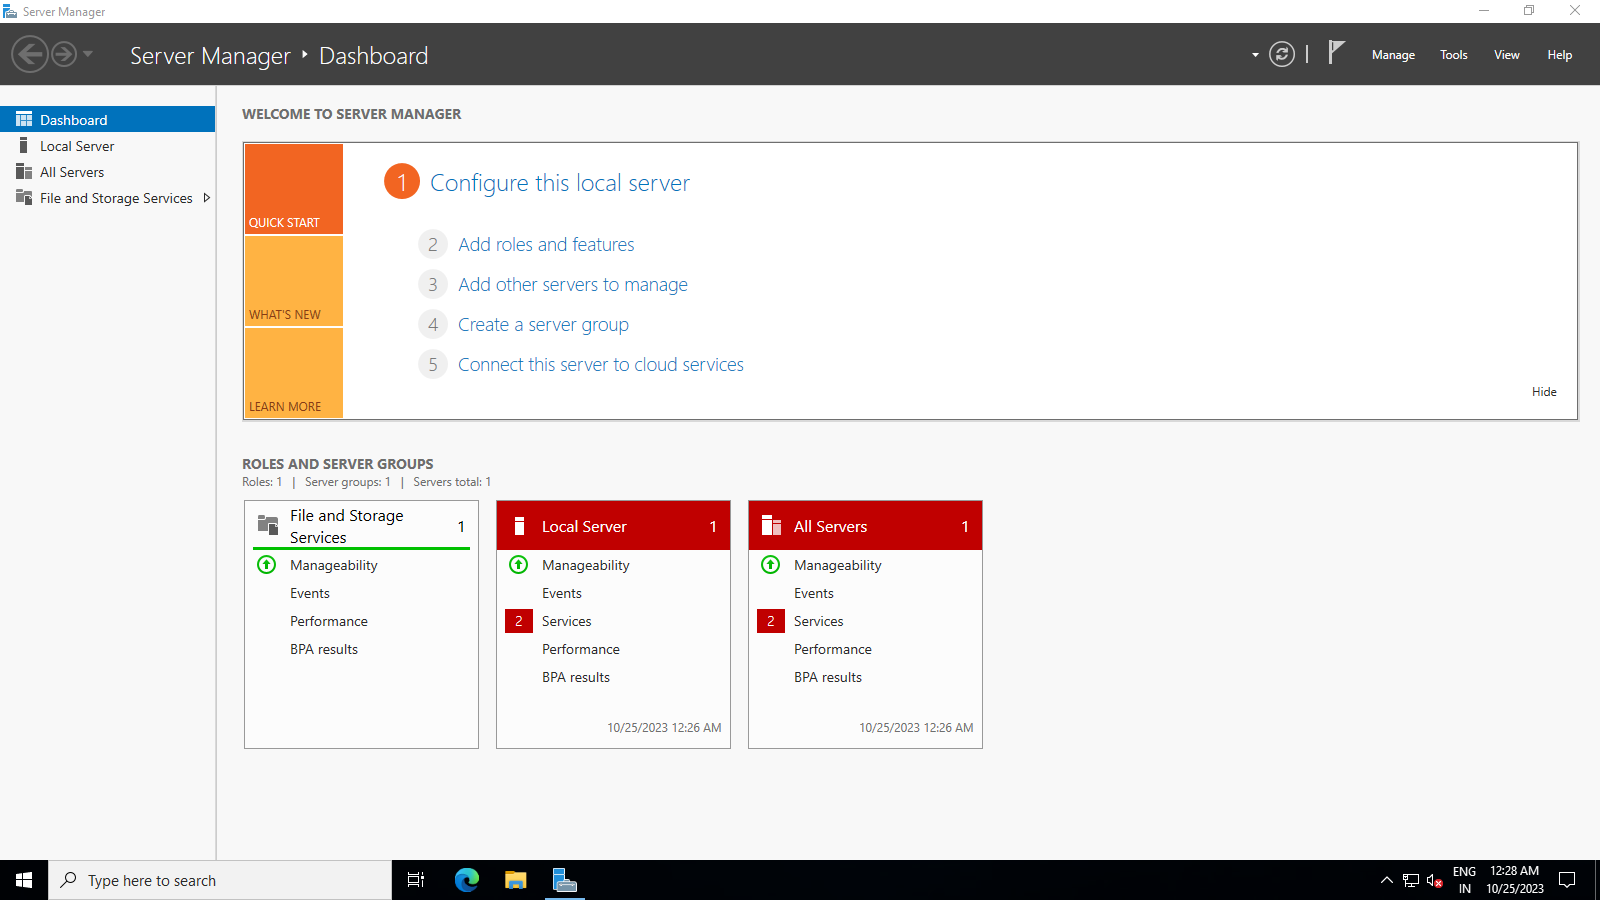 Server Manager
Server Manager ‣ Dashboard
Manage Tools View Help
Dashboard
Local Server
All Servers
File and Storage Services
WELCOME TO SERVER MANAGER
QUICK START
WHAT'S NEW
LEARN MORE
1 Configure this local server
2 Add roles and features
3 Add other servers to manage
4 Create a server group
5 Connect this server to cloud services
Hide
ROLES AND SERVER GROUPS
Roles: 1 | Server groups: 1 | Servers total: 1
File and Storage
Services 1
Manageability
Events
Performance
BPA results
Local Server 1
Manageability
Events
2 Services
Performance
BPA results
10/25/2023 12:26 AM
All Servers 1
Manageability
Events
2 Services
Performance
BPA results
10/25/2023 12:26 AM
Type here to search
ENG
IN
12:28 AM
10/25/2023